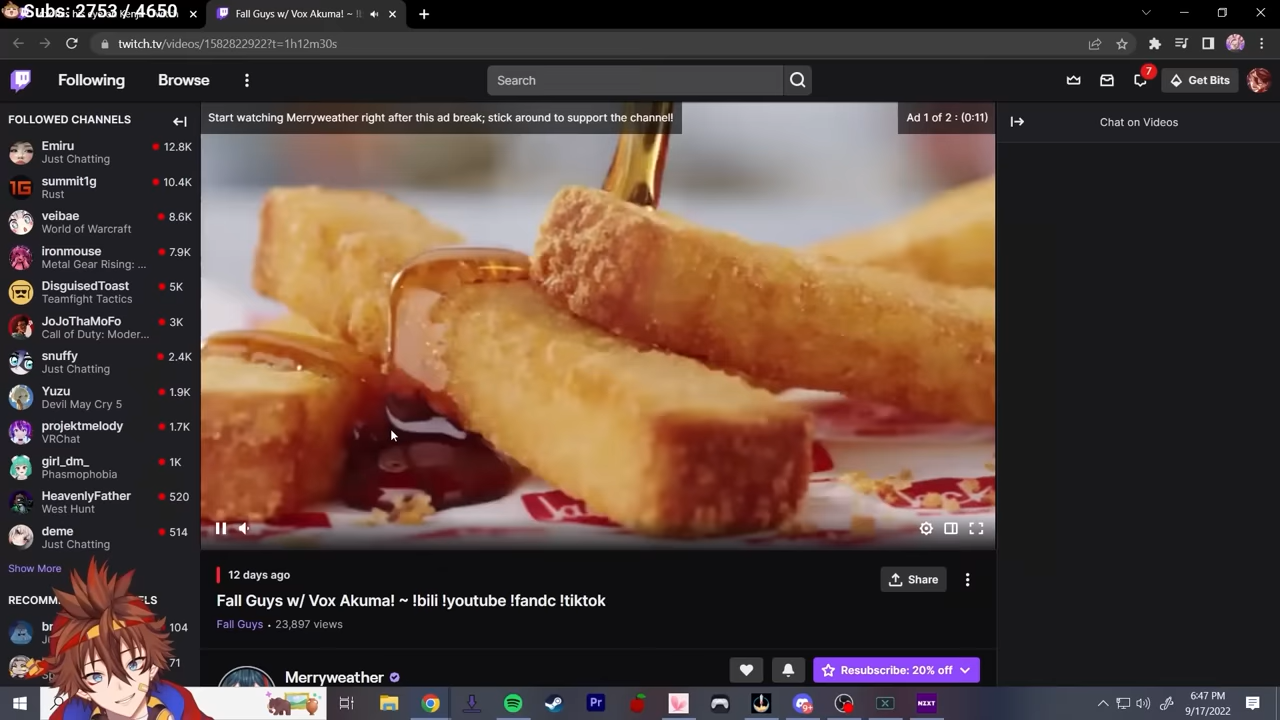 Subs: 2753 / 4650
Fall Guys w/ Vox Akuma! ~ !
twitch.tv/videos/1582822922?t=1h12m30s
Following
Browse
Search
7
Get Bits
FOLLOWED CHANNELS
Emiru
12.8K
Just Chatting
summit1g
10.4K
Rust
veibae
8.6K
World of Warcraft
ironmouse
7.9K
Metal Gear Rising: ...
DisguisedToast
5K
Teamfight Tactics
JoJoThaMoFo
3K
Call of Duty: Moder...
snuffy
2.4K
Just Chatting
Yuzu
1.9K
Devil May Cry 5
projektmelody
1.7K
VRChat
girl_dm_
1K
Phasmophobia
HeavenlyFather
520
West Hunt
deme
514
Just Chatting
Show More
104
71
Start watching Merryweather right after this ad break; stick around to support the channel!
Ad 1 of 2 : (0:11)
Chat on Videos
12 days ago
Fall Guys w/ Vox Akuma! ~ !bili !youtube !fandc !tiktok
Fall Guys • 23,897 views
Share
Merryweather
Resubscribe: 20% off
Pr
9+
NZXT
6:47 PM
9/17/2022